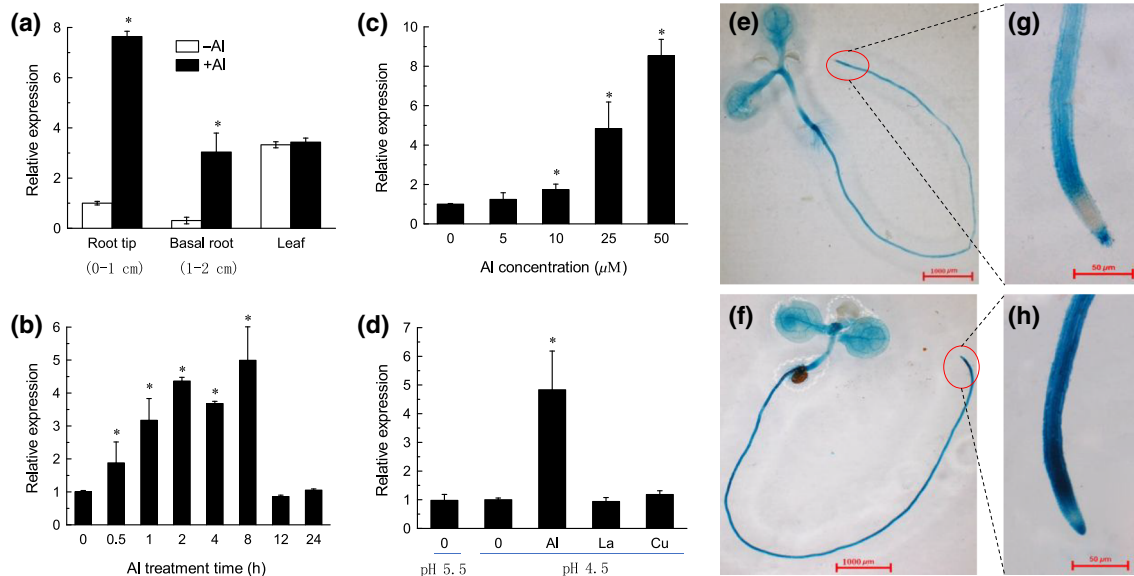 (a)
Relative expression
8
6
4
2
0
*
*
–Al
+Al
Root tip
Basal root
Leaf
(0-1 cm)
(1-2 cm)
(b)
Relative expression
7
6
5
4
3
2
1
0
*
*
*
*
*
0 0.5 1 2 4 8 12 24
Al treatment time (h)
(c)
Relative expression
10
8
6
4
2
0
*
*
*
0 5 10 25 50
Al concentration (µM)
(d)
Relative expression
7
6
5
4
3
2
1
0
*
0 0 Al La Cu
pH 5.5 pH 4.5
(e)
1000 µm
(f)
1000 µm
(g)
50 µm
(h)
50 µm